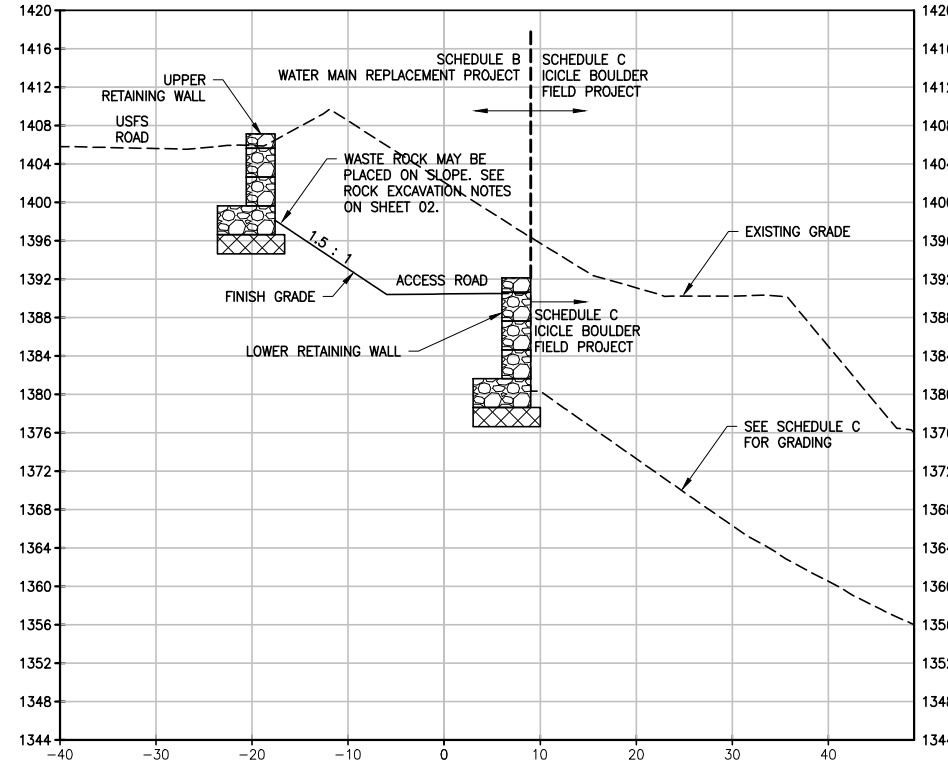 1420
1416
1412
1408
1404
1400
1396
1392
1388
1384
1380
1376
1372
1368
1364
1360
1356
1352
1348
1344
SCHEDULE B
WATER MAIN REPLACEMENT PROJECT
SCHEDULE C
ICICLE BOULDER
FIELD PROJECT
UPPER
RETAINING WALL
USFS
ROAD
WASTE ROCK MAY BE
PLACED ON SLOPE. SEE
ROCK EXCAVATION NOTES
ON SHEET 02.
1.5 : 1
EXISTING GRADE
ACCESS ROAD
FINISH GRADE
SCHEDULE C
ICICLE BOULDER
FIELD PROJECT
LOWER RETAINING WALL
SEE SCHEDULE C
FOR GRADING
1420
-40 -30 -20 -10 0 10 20 30 40